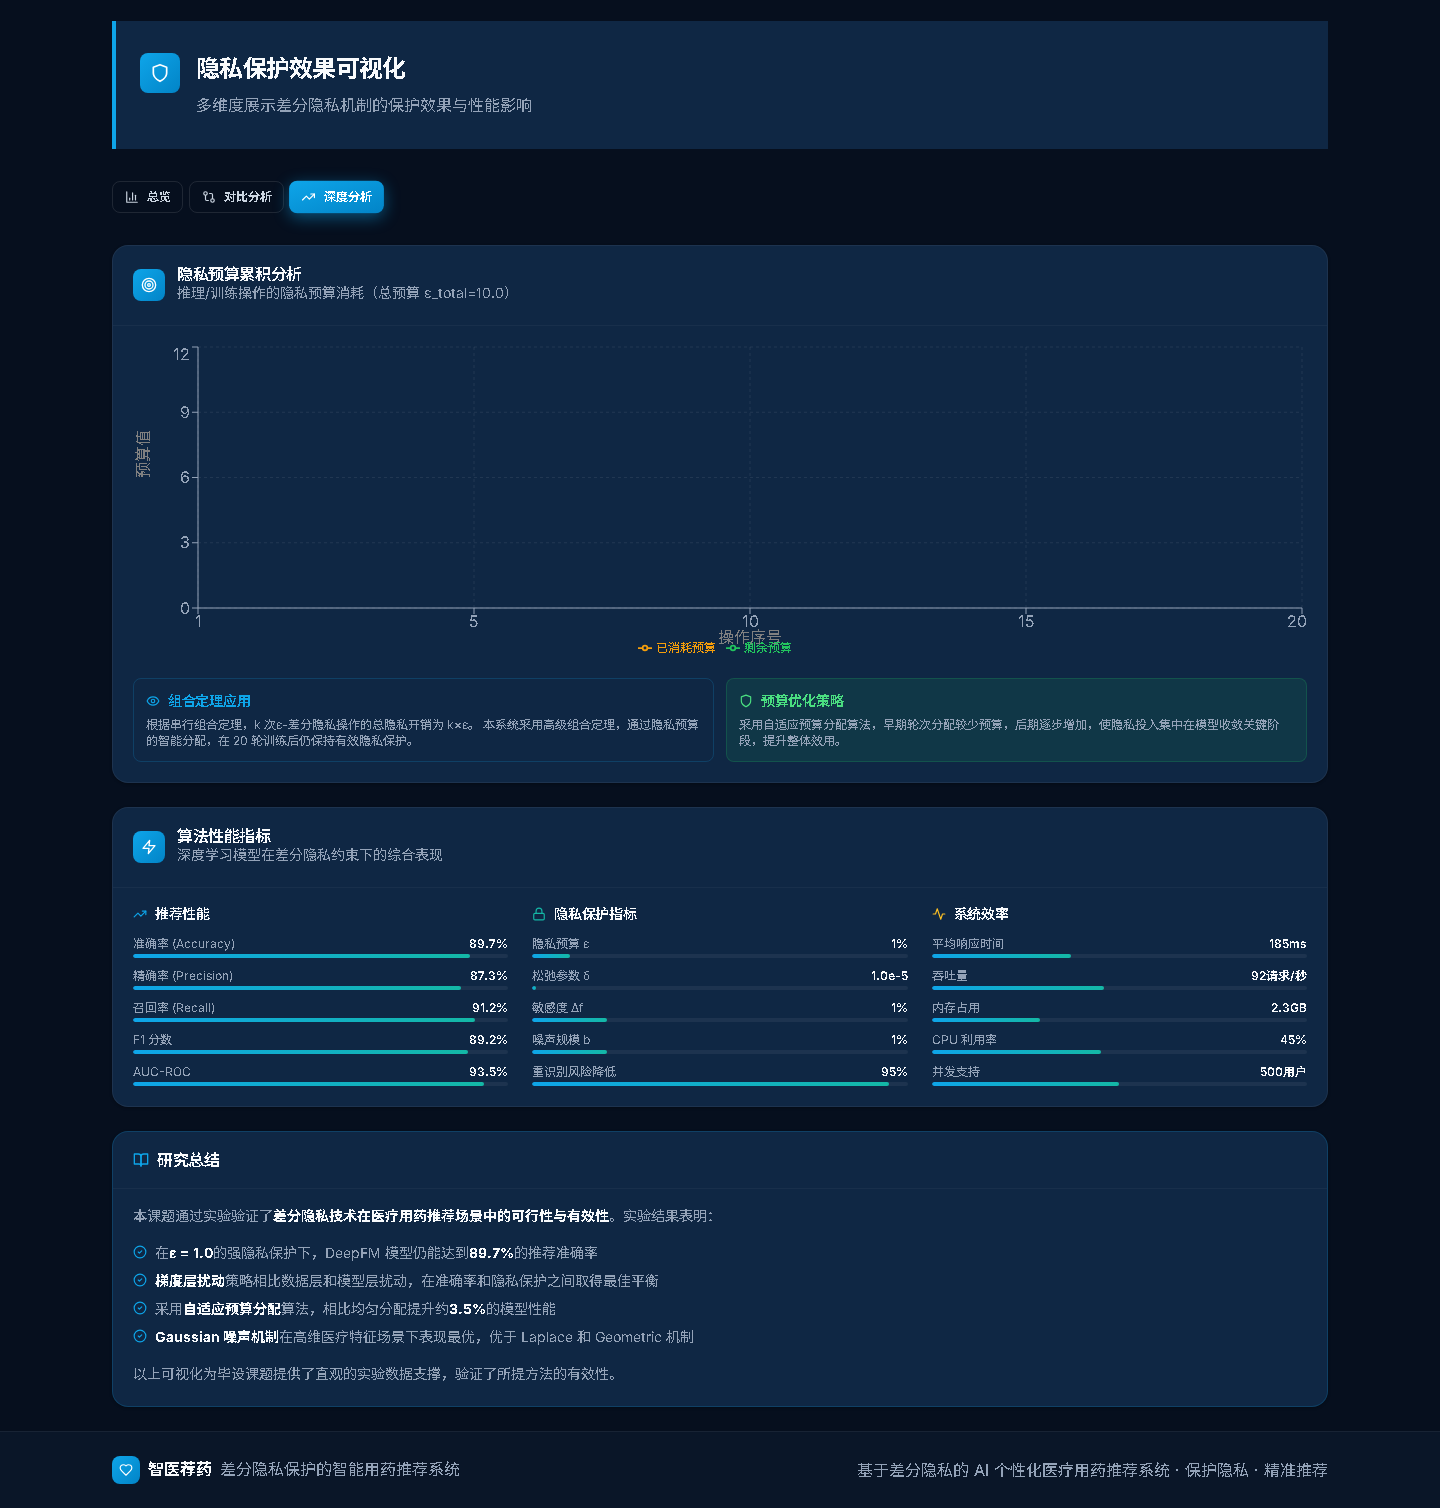 隐私保护效果可视化
多维度展示差分隐私机制的保护效果与性能影响
总览
对比分析
深度分析
隐私预算累积分析
推理/训练操作的隐私预算消耗（总预算 ε_total=10.0）
12
9
6
3
0
预算值
1
5
10
15
20
操作序号
已消耗预算
剩余预算
组合定理应用
根据串行组合定理，k 次ε-差分隐私操作的总隐私开销为 k×ε。 本系统采用高级组合定理，通过隐私预算
的智能分配，在 20 轮训练后仍保持有效隐私保护。
预算优化策略
采用自适应预算分配算法，早期轮次分配较少预算，后期逐步增加，使隐私投入集中在模型收敛关键阶
段，提升整体效用。
算法性能指标
深度学习模型在差分隐私约束下的综合表现
推荐性能
准确率 (Accuracy)
89.7%
精确率 (Precision)
87.3%
召回率 (Recall)
91.2%
F1 分数
89.2%
AUC-ROC
93.5%
隐私保护指标
隐私预算 ε
1%
松弛参数 δ
1.0e-5
敏感度 Δf
1%
噪声规模 b
1%
重识别风险降低
95%
系统效率
平均响应时间
185ms
吞吐量
92请求/秒
内存占用
2.3GB
CPU 利用率
45%
并发支持
500用户
研究总结
本课题通过实验验证了差分隐私技术在医疗用药推荐场景中的可行性与有效性。实验结果表明：
在ε = 1.0的强隐私保护下，DeepFM 模型仍能达到89.7%的推荐准确率
梯度层扰动策略相比数据层和模型层扰动，在准确率和隐私保护之间取得最佳平衡
采用自适应预算分配算法，相比均匀分配提升约3.5%的模型性能
Gaussian 噪声机制在高维医疗特征场景下表现最优，优于 Laplace 和 Geometric 机制
以上可视化为毕设课题提供了直观的实验数据支撑，验证了所提方法的有效性。
智医荐药 差分隐私保护的智能用药推荐系统
基于差分隐私的 AI 个性化医疗用药推荐系统 · 保护隐私 · 精准推荐